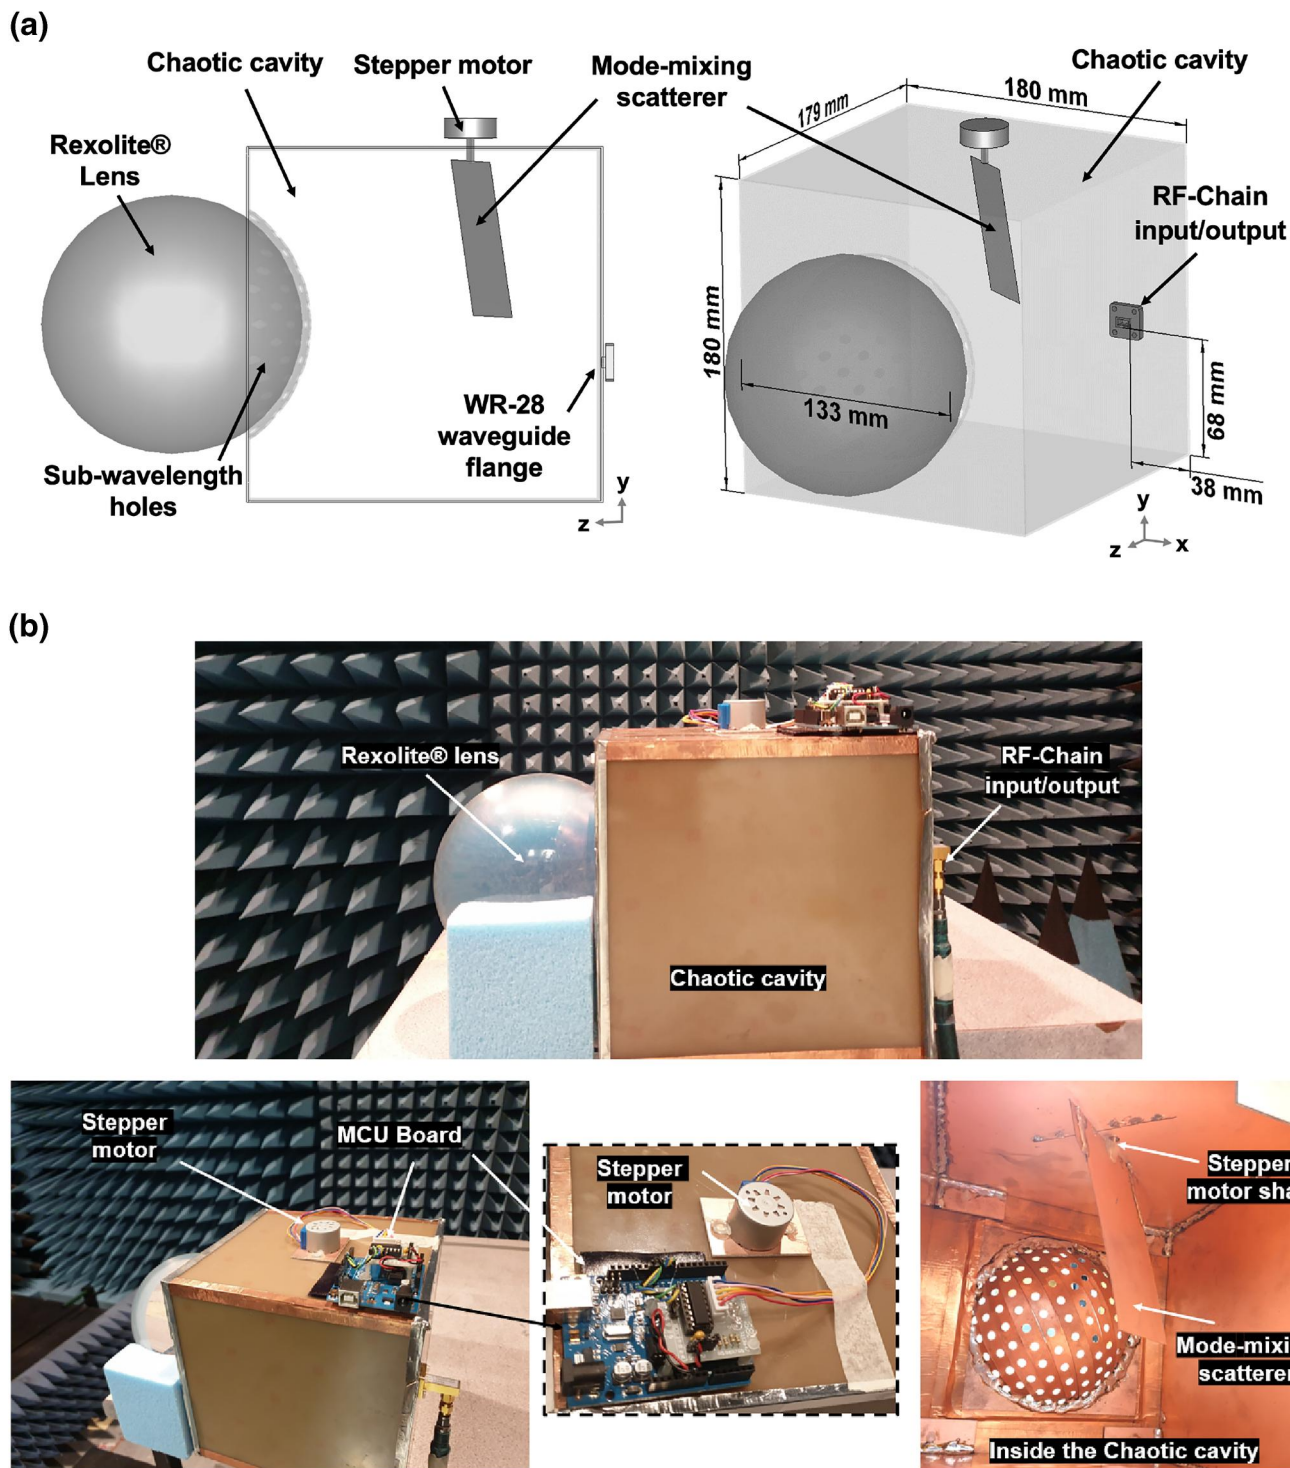 (a)
Chaotic cavity
Stepper motor
Mode-mixing
scatterer
Chaotic cavity
Rexolite®
Lens
179 mm
180 mm
RF-Chain
input/output
180 mm
133 mm
68 mm
38 mm
WR-28
waveguide
flange
Sub-wavelength
holes
y
z
y
z
x
(b)
Rexolite® lens
RF-Chain
input/output
Chaotic cavity
Stepper
motor
MCU Board
Stepper
motor
Stepper
motor sha
Mode-mixi
scatterer
Inside the Chaotic cavity